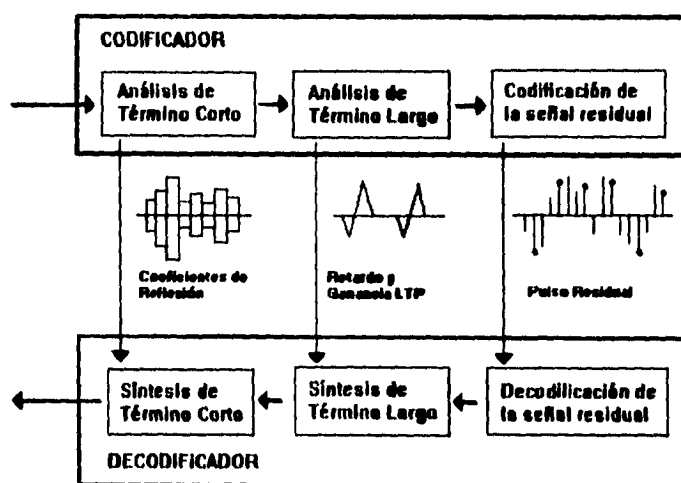 CODIFICADOR
Análisis de
Término Corto
Análisis de
Término Largo
Codificación de
la señal residual
Coeficientes de
Reflexión
Retardo y
Ganancia LTP
Pulso Residual
Síntesis de
Término Corto
Síntesis de
Término Largo
Decodilicación de
la señal residual
DECODIFICADOR